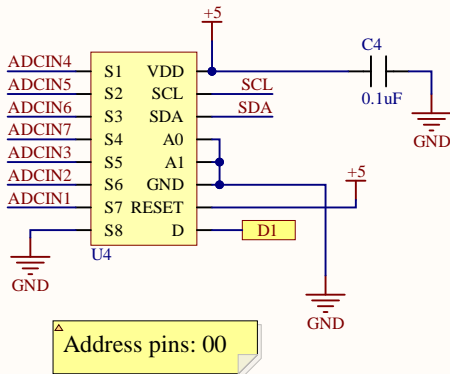 +5
ADCIN4 S1 VDD C4
ADCIN5 S2 SCL SCL 0.1uF
ADCIN6 S3 SDA SDA
ADCIN7 S4 A0 GND
ADCIN3 S5 A1
ADCIN2 S6 GND +5
ADCIN1 S7 RESET
S8 D D1
U4
GND
GND
Address pins: 00